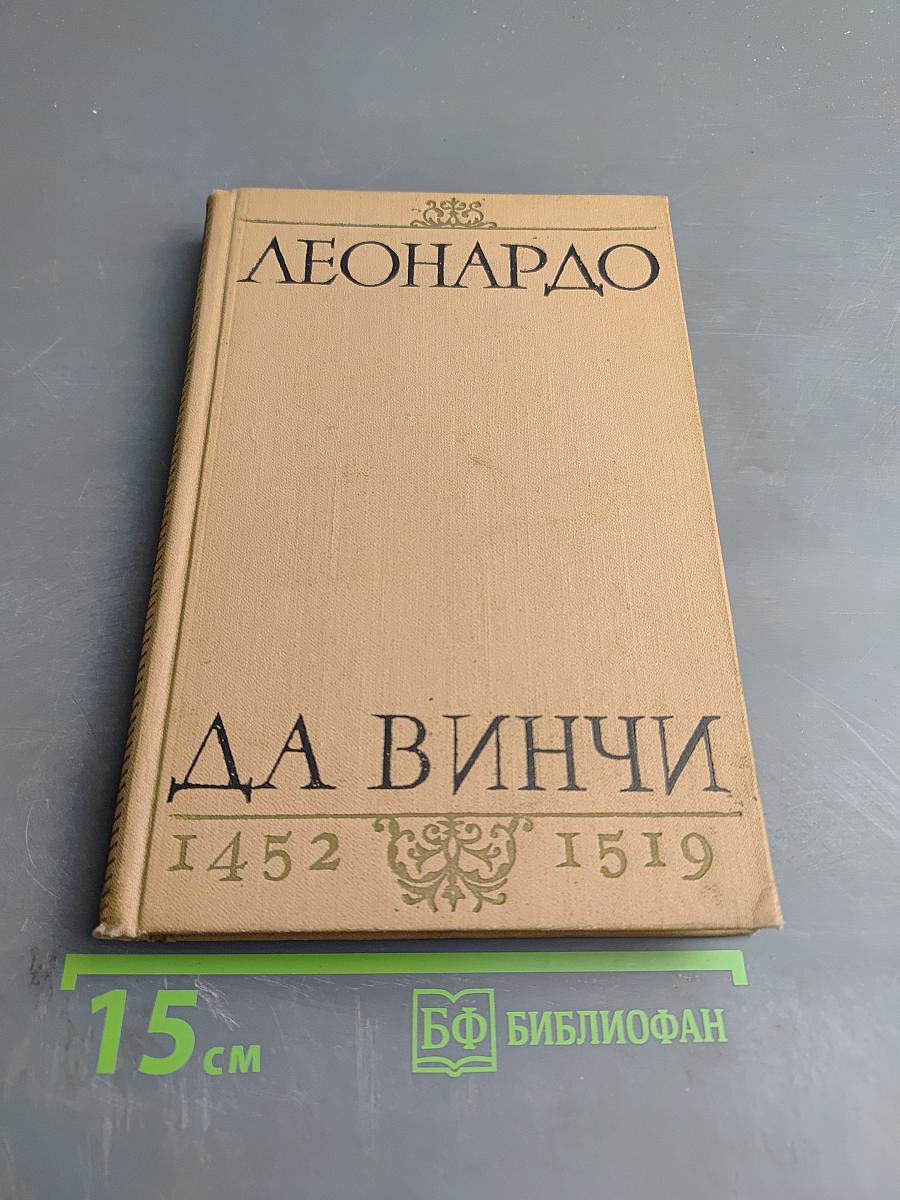 ЛЕОНАРДО
ДА ВИНЧИ
1452 1519
15 см
БФ БИБЛИОФАН